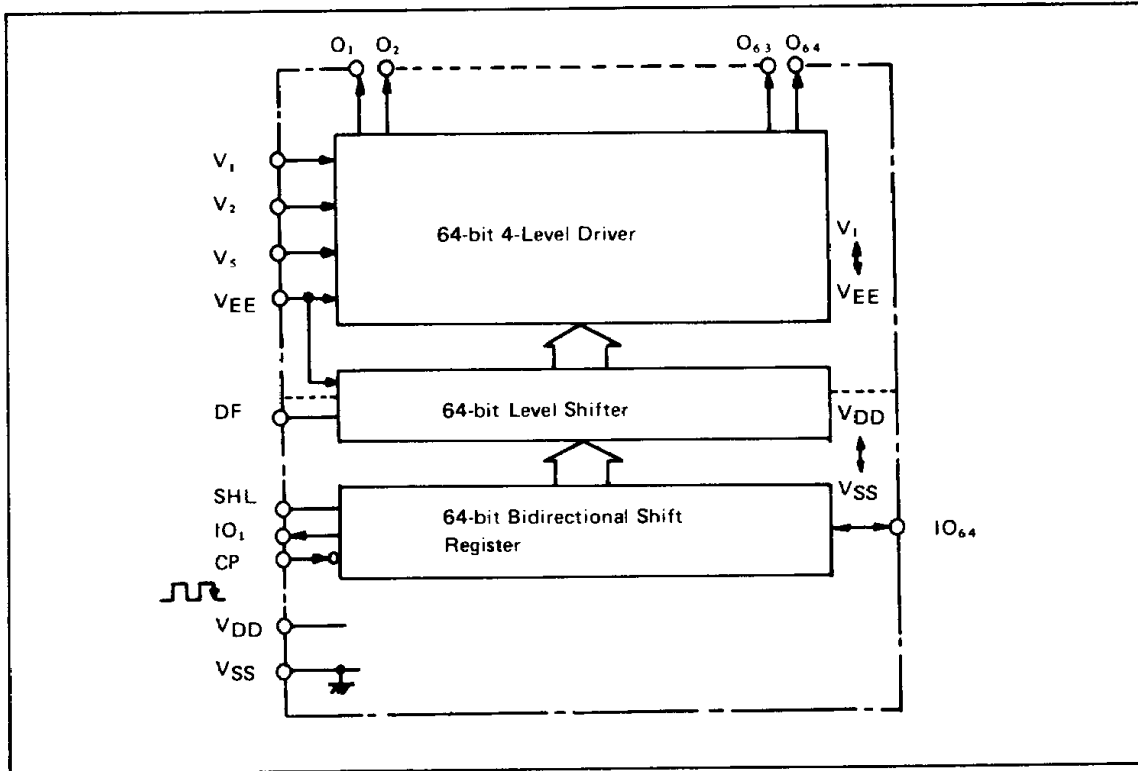 O₁ O₂ O₆₃ O₆₄
V₁
V₂
V₅
VEE
64-bit 4-Level Driver
V₁
VEE
DF
64-bit Level Shifter
VDD
VSS
SHL
IO₁
CP
64-bit Bidirectional Shift
Register
IO₆₄
VDD
VSS